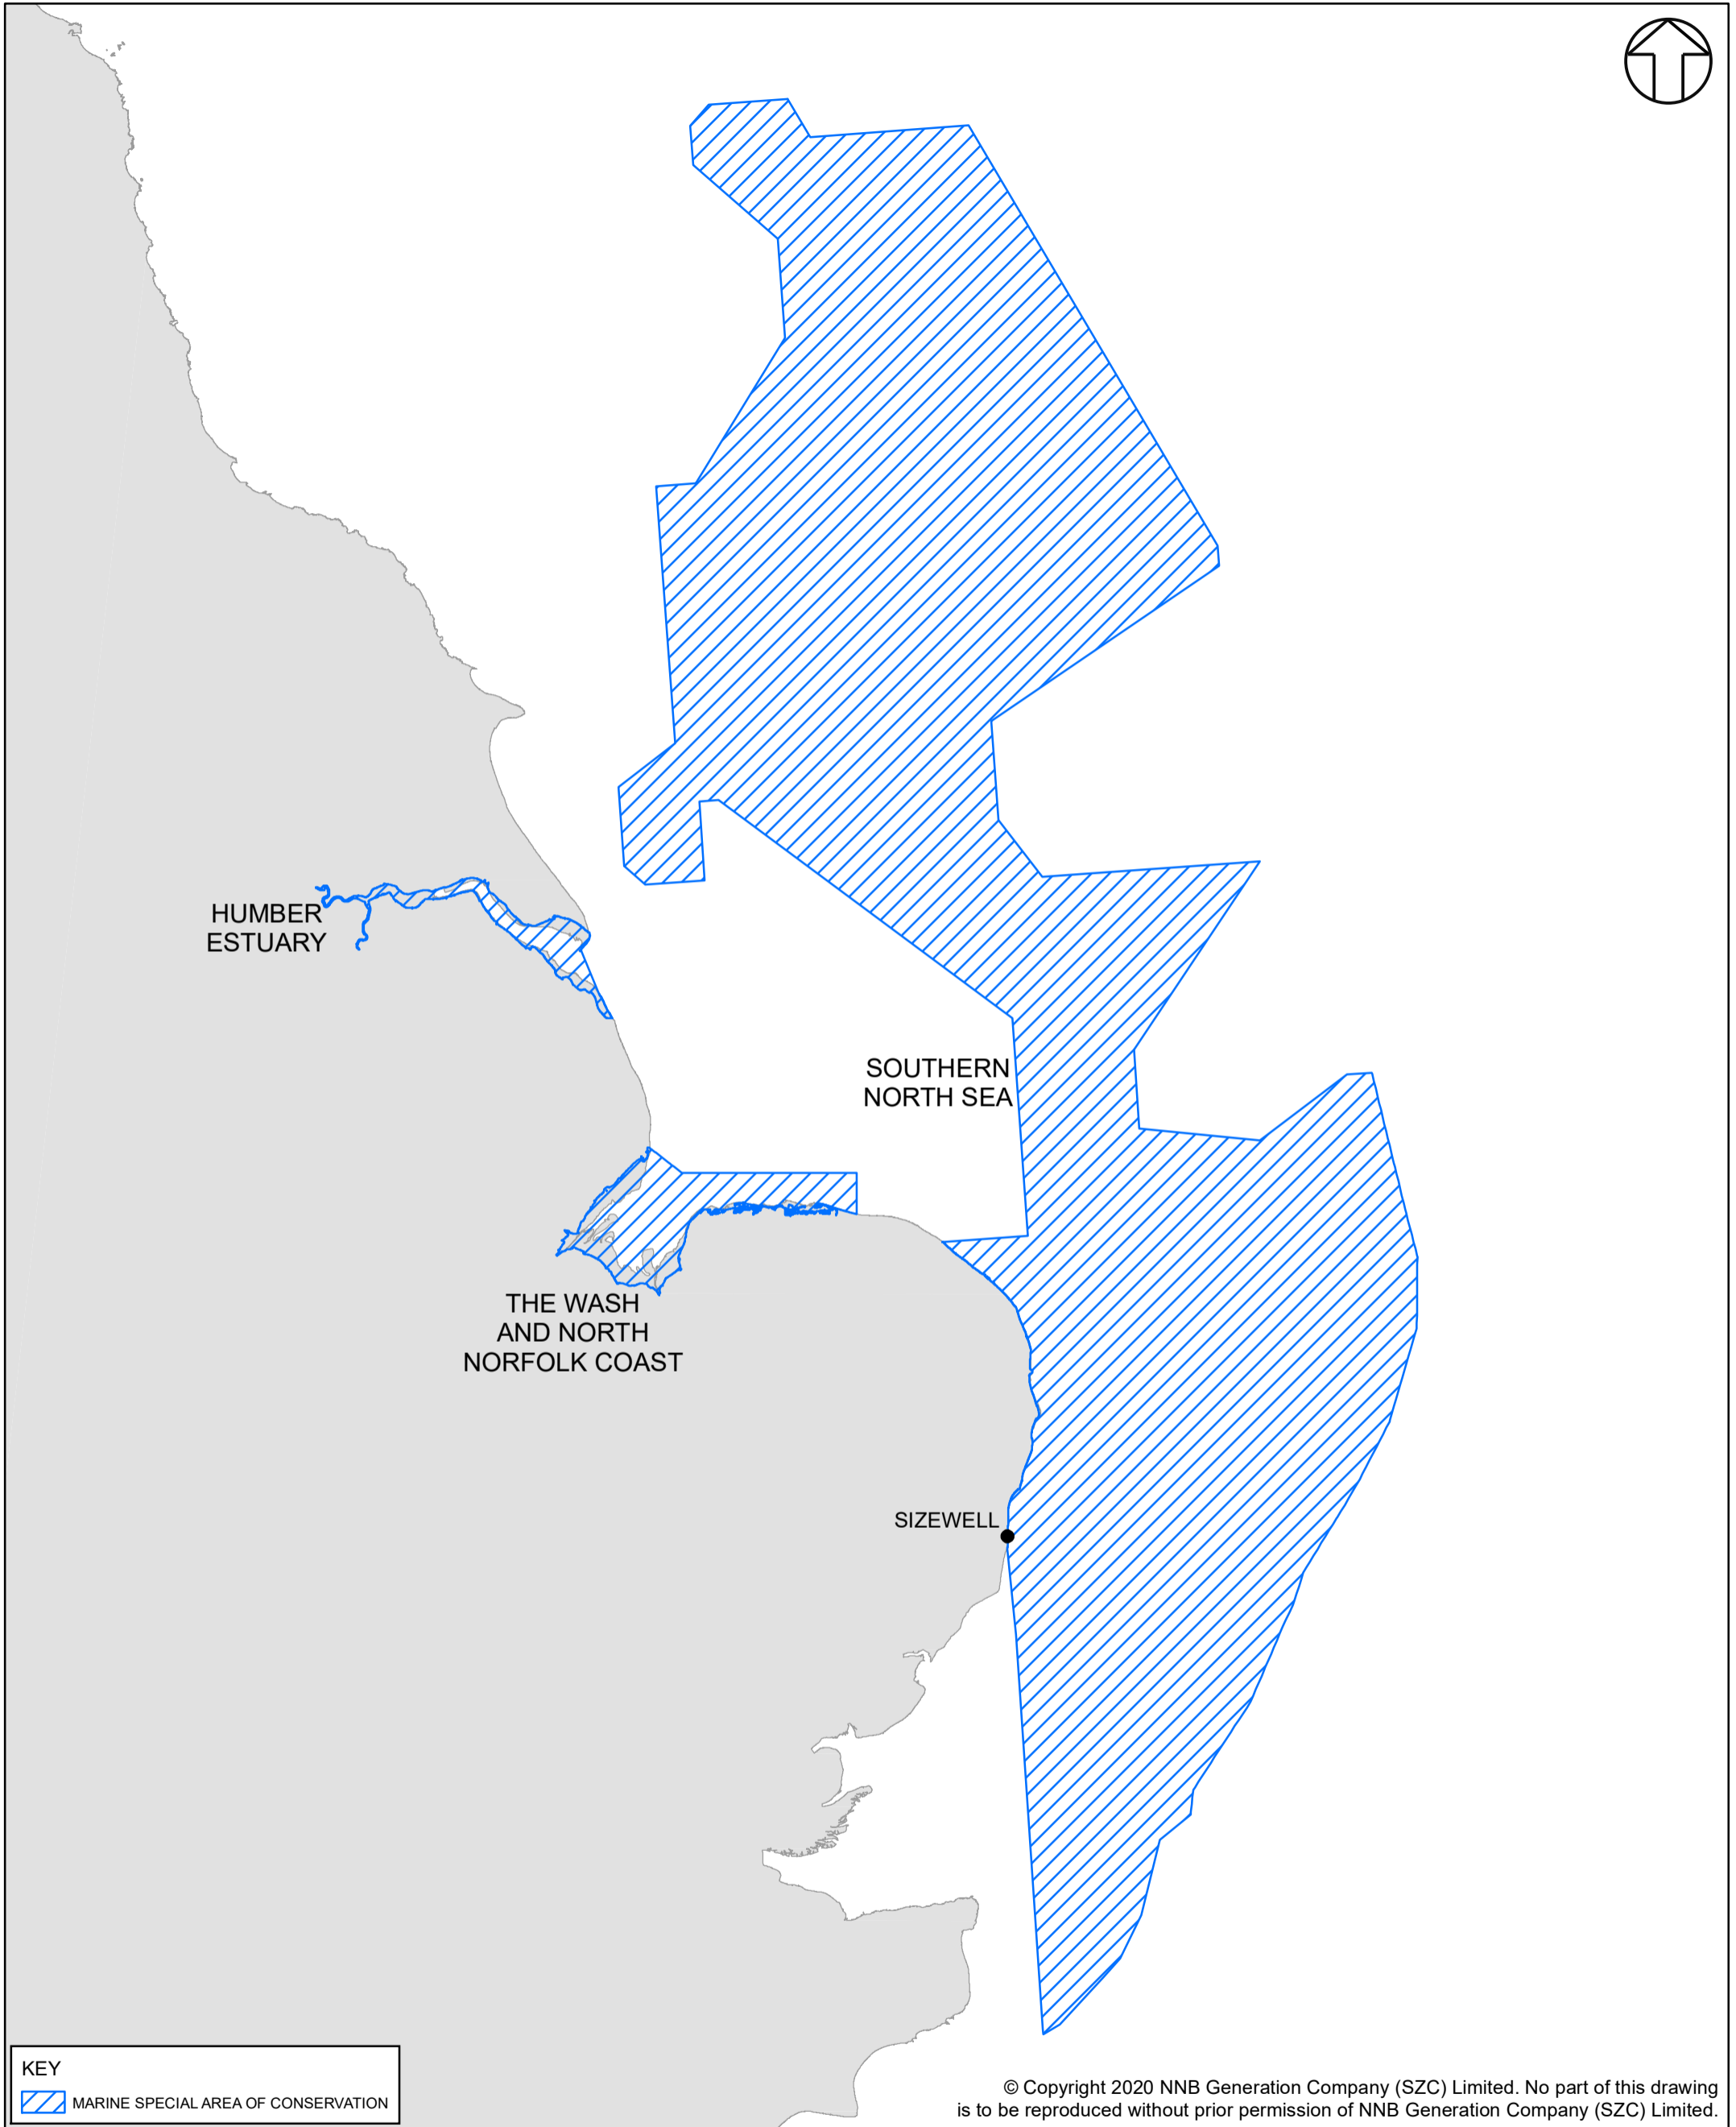 HUMBER
ESTUARY
SOUTHERN
NORTH SEA
THE WASH
AND NORTH
NORFOLK COAST
SIZEWELL
KEY
MARINE SPECIAL AREA OF CONSERVATION
© Copyright 2020 NNB Generation Company (SZC) Limited. No part of this drawing
is to be reproduced without prior permission of NNB Generation Company (SZC) Limited.